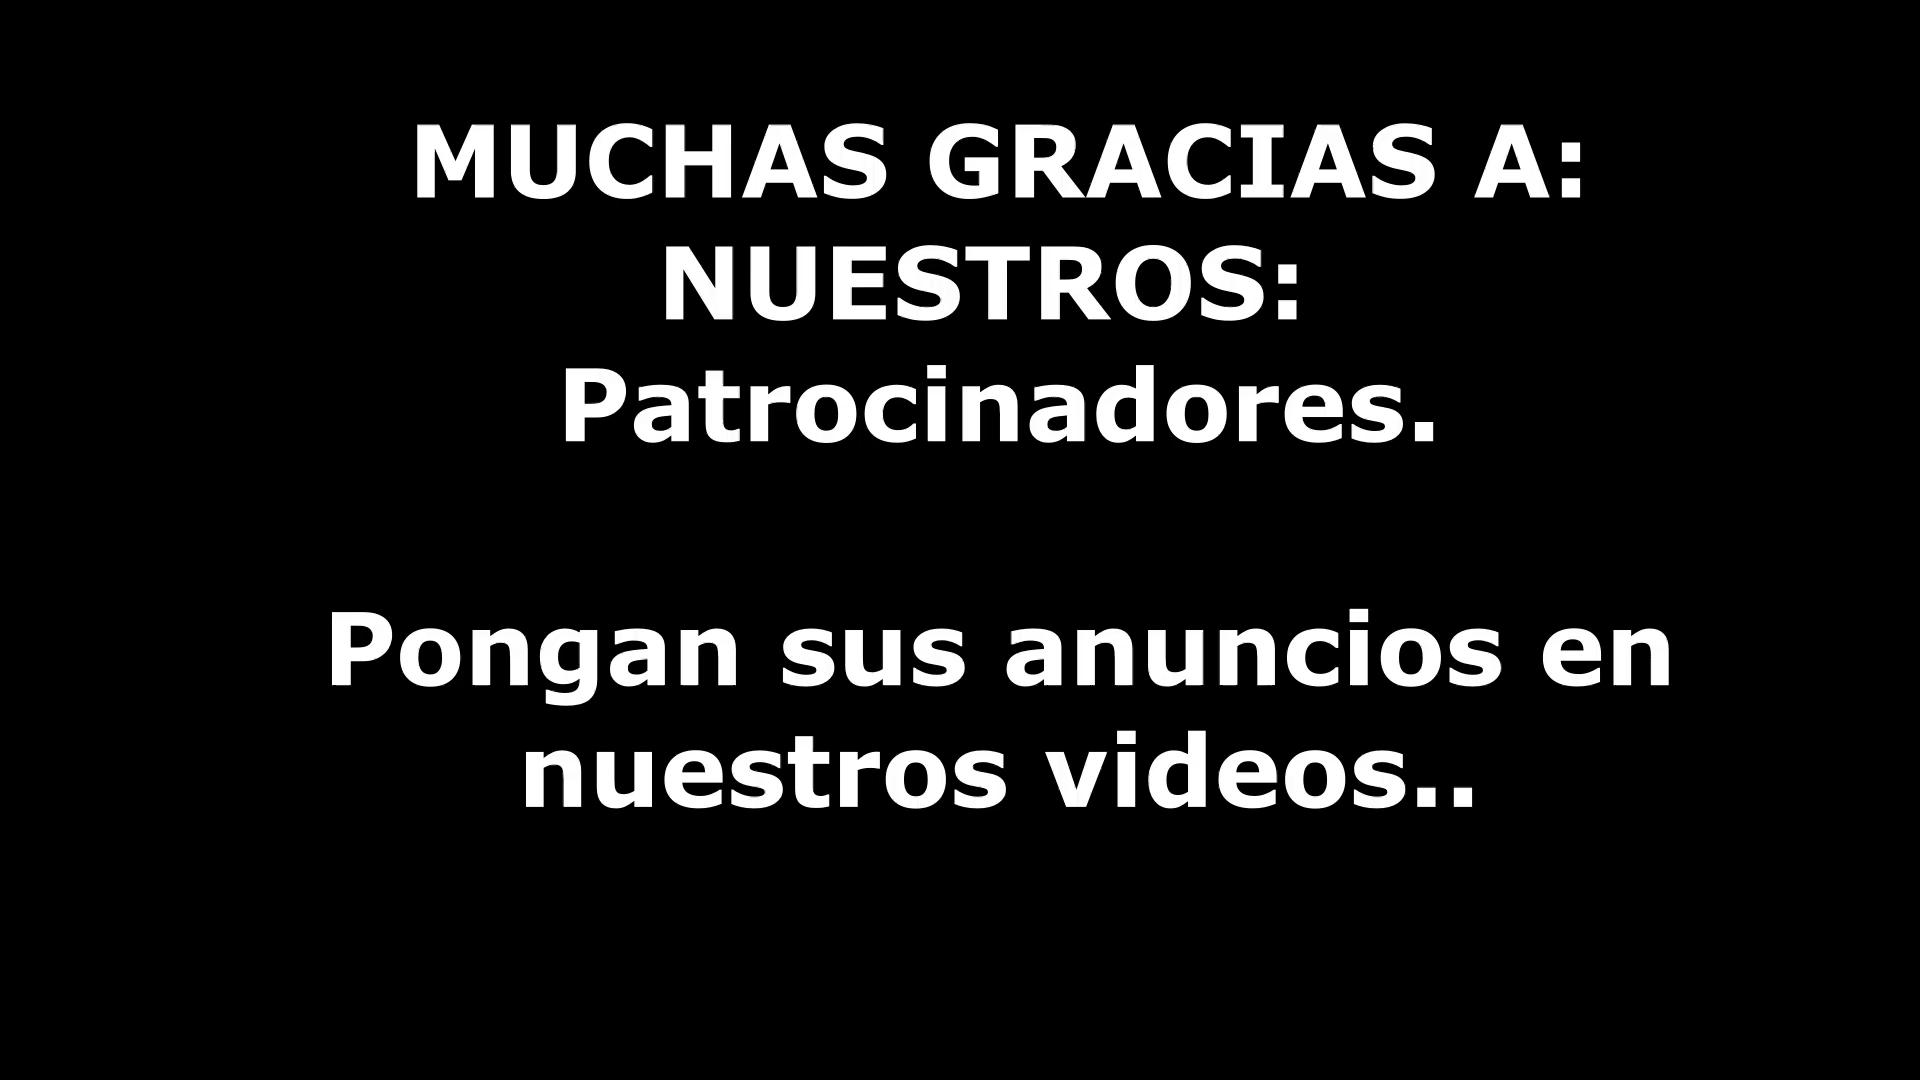 MUCHAS GRACIAS A:
NUESTROS:
Patrocinadores.
Pongan sus anuncios en
nuestros videos..